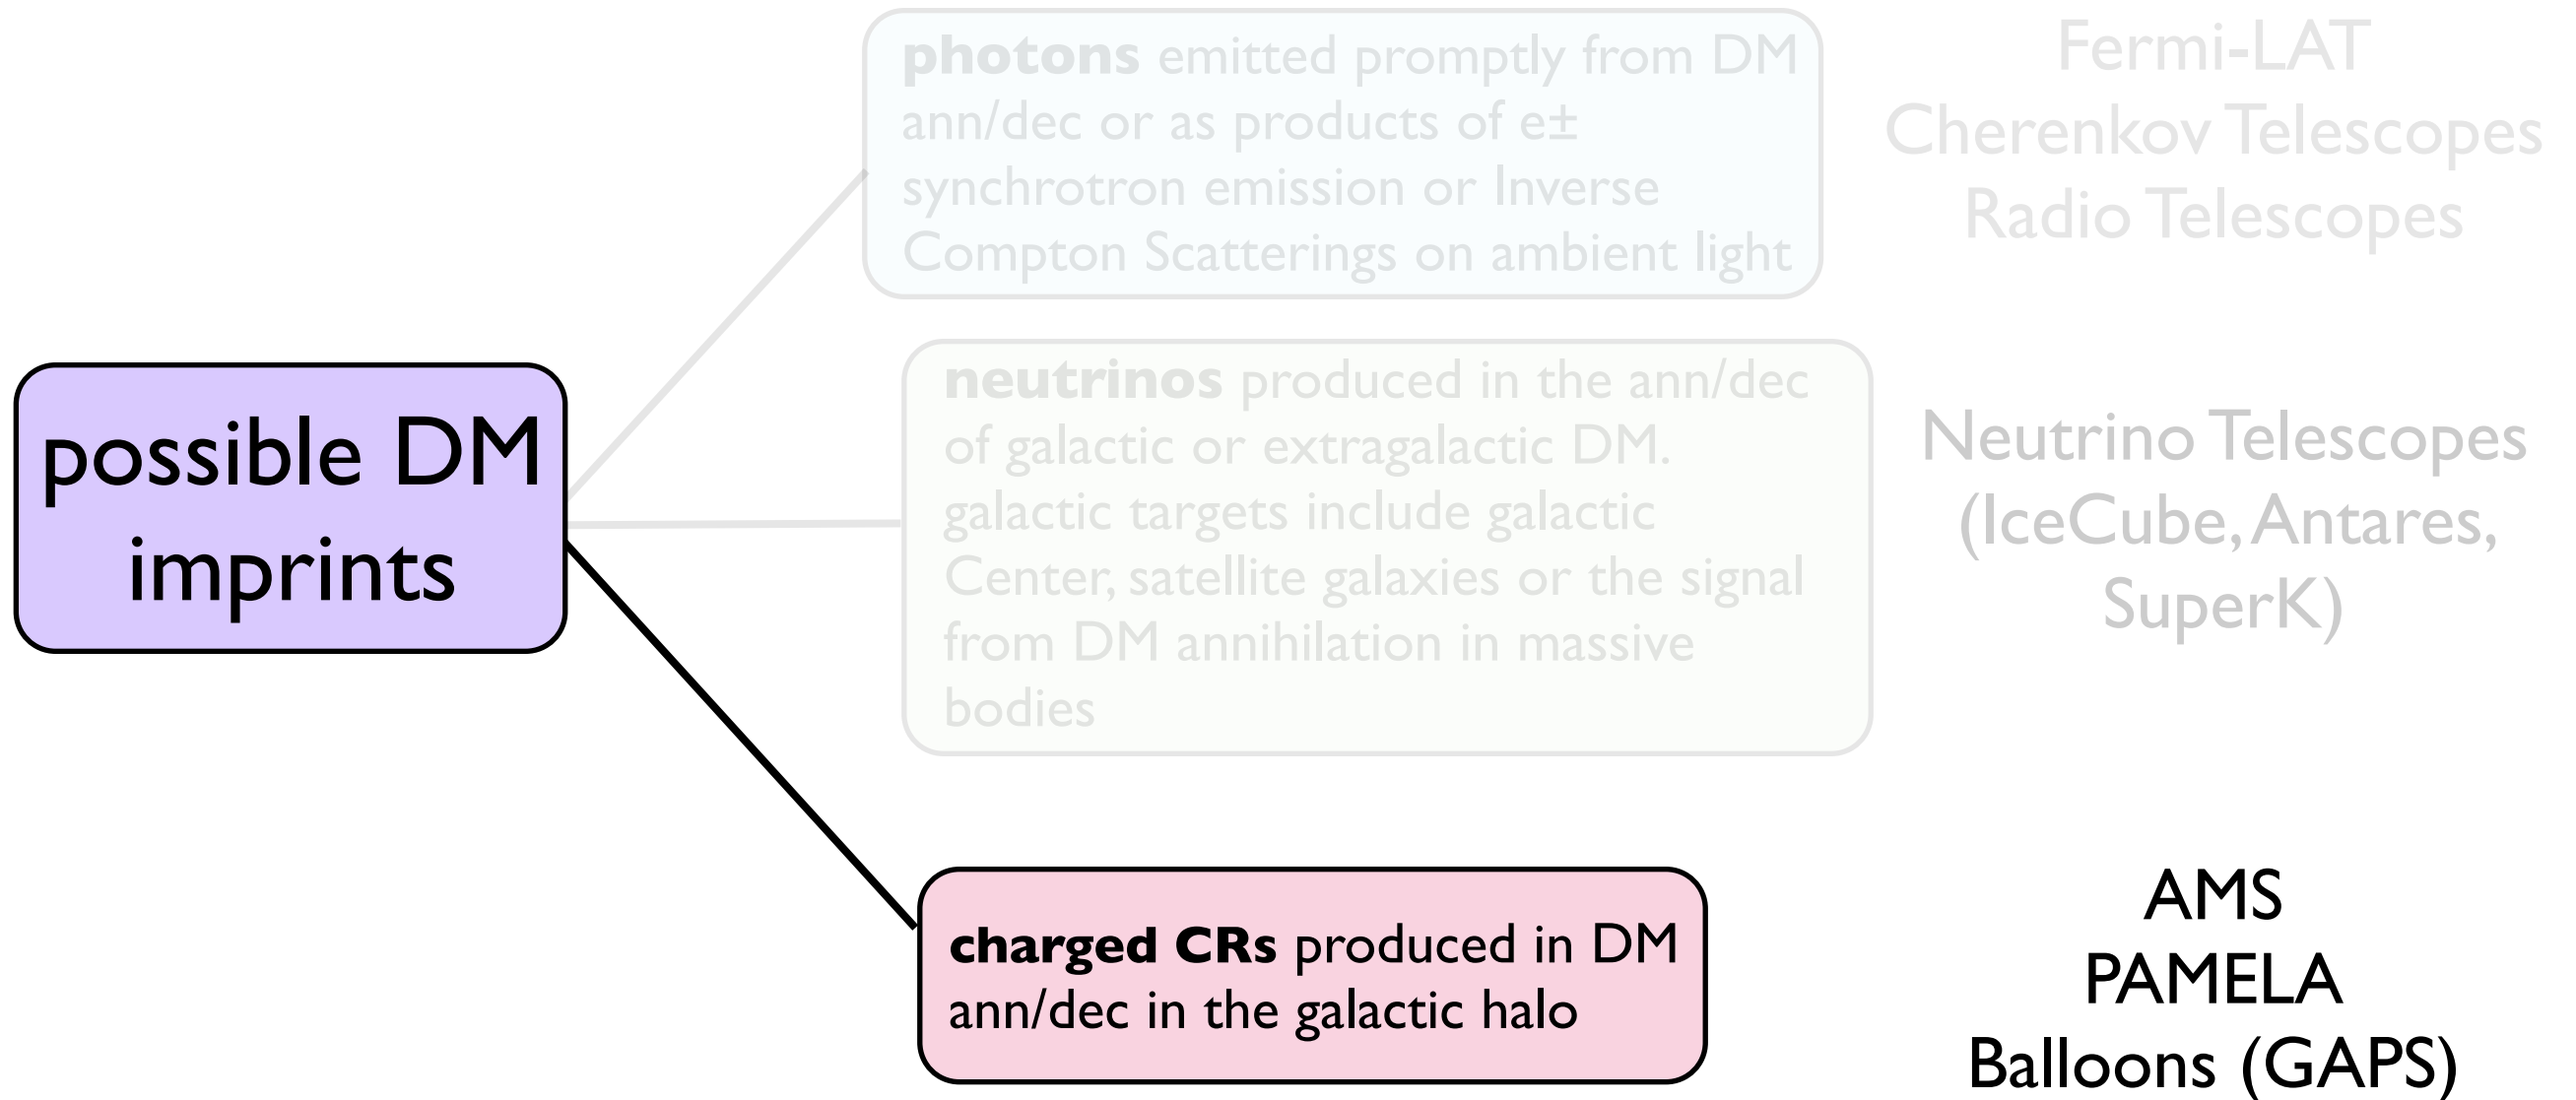 photons emitted promptly from DM
ann/dec or as products of e±
synchrotron emission or Inverse
Compton Scatterings on ambient light
Fermi-LAT
Cherenkov Telescopes
Radio Telescopes
possible DM
imprints
neutrinos produced in the ann/dec
of galactic or extragalactic DM.
galactic targets include galactic
Center, satellite galaxies or the signal
from DM annihilation in massive
bodies
Neutrino Telescopes
(IceCube, Antares,
SuperK)
charged CRs produced in DM
ann/dec in the galactic halo
AMS
PAMELA
Balloons (GAPS)